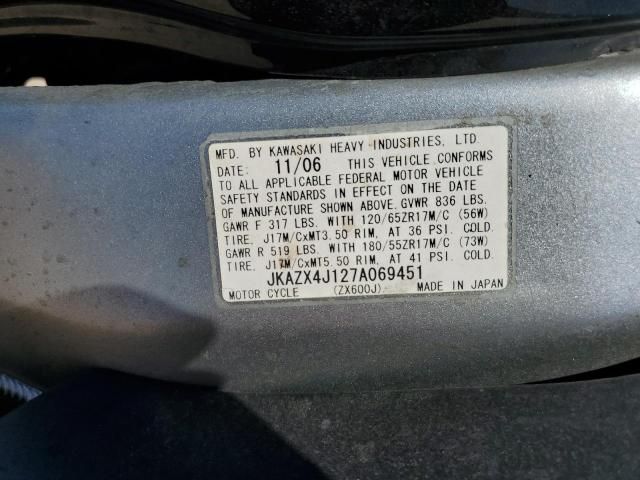 MFD. BY KAWASAKI HEAVY INDUSTRIES, LTD.
DATE: 11/06 THIS VEHICLE CONFORMS
TO ALL APPLICABLE FEDERAL MOTOR VEHICLE
SAFETY STANDARDS IN EFFECT ON THE DATE
OF MANUFACTURE SHOWN ABOVE. GVWR 836 LBS.
GAWR F 317 LBS. WITH 120/65ZR17M/C (56W)
TIRE, J17M/CxMT3.50 RIM, AT 36 PSI. COLD.
GAWR R 519 LBS. WITH 180/55ZR17M/C (73W)
TIRE, J17M/CxMT5.50 RIM, AT 41 PSI. COLD.
JKAZX4J127A069451
MOTOR CYCLE (ZX600J) MADE IN JAPAN